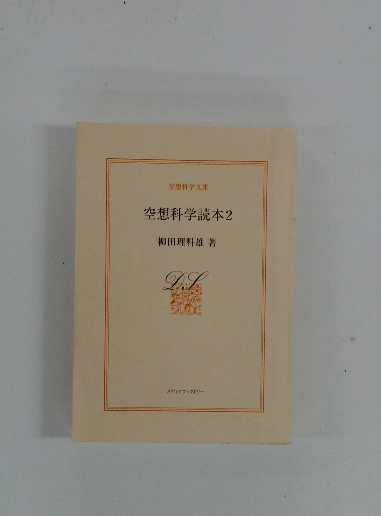 空想科学文庫
空想科学読本2
柳田理科雄 著
DS
メディアファクトリー